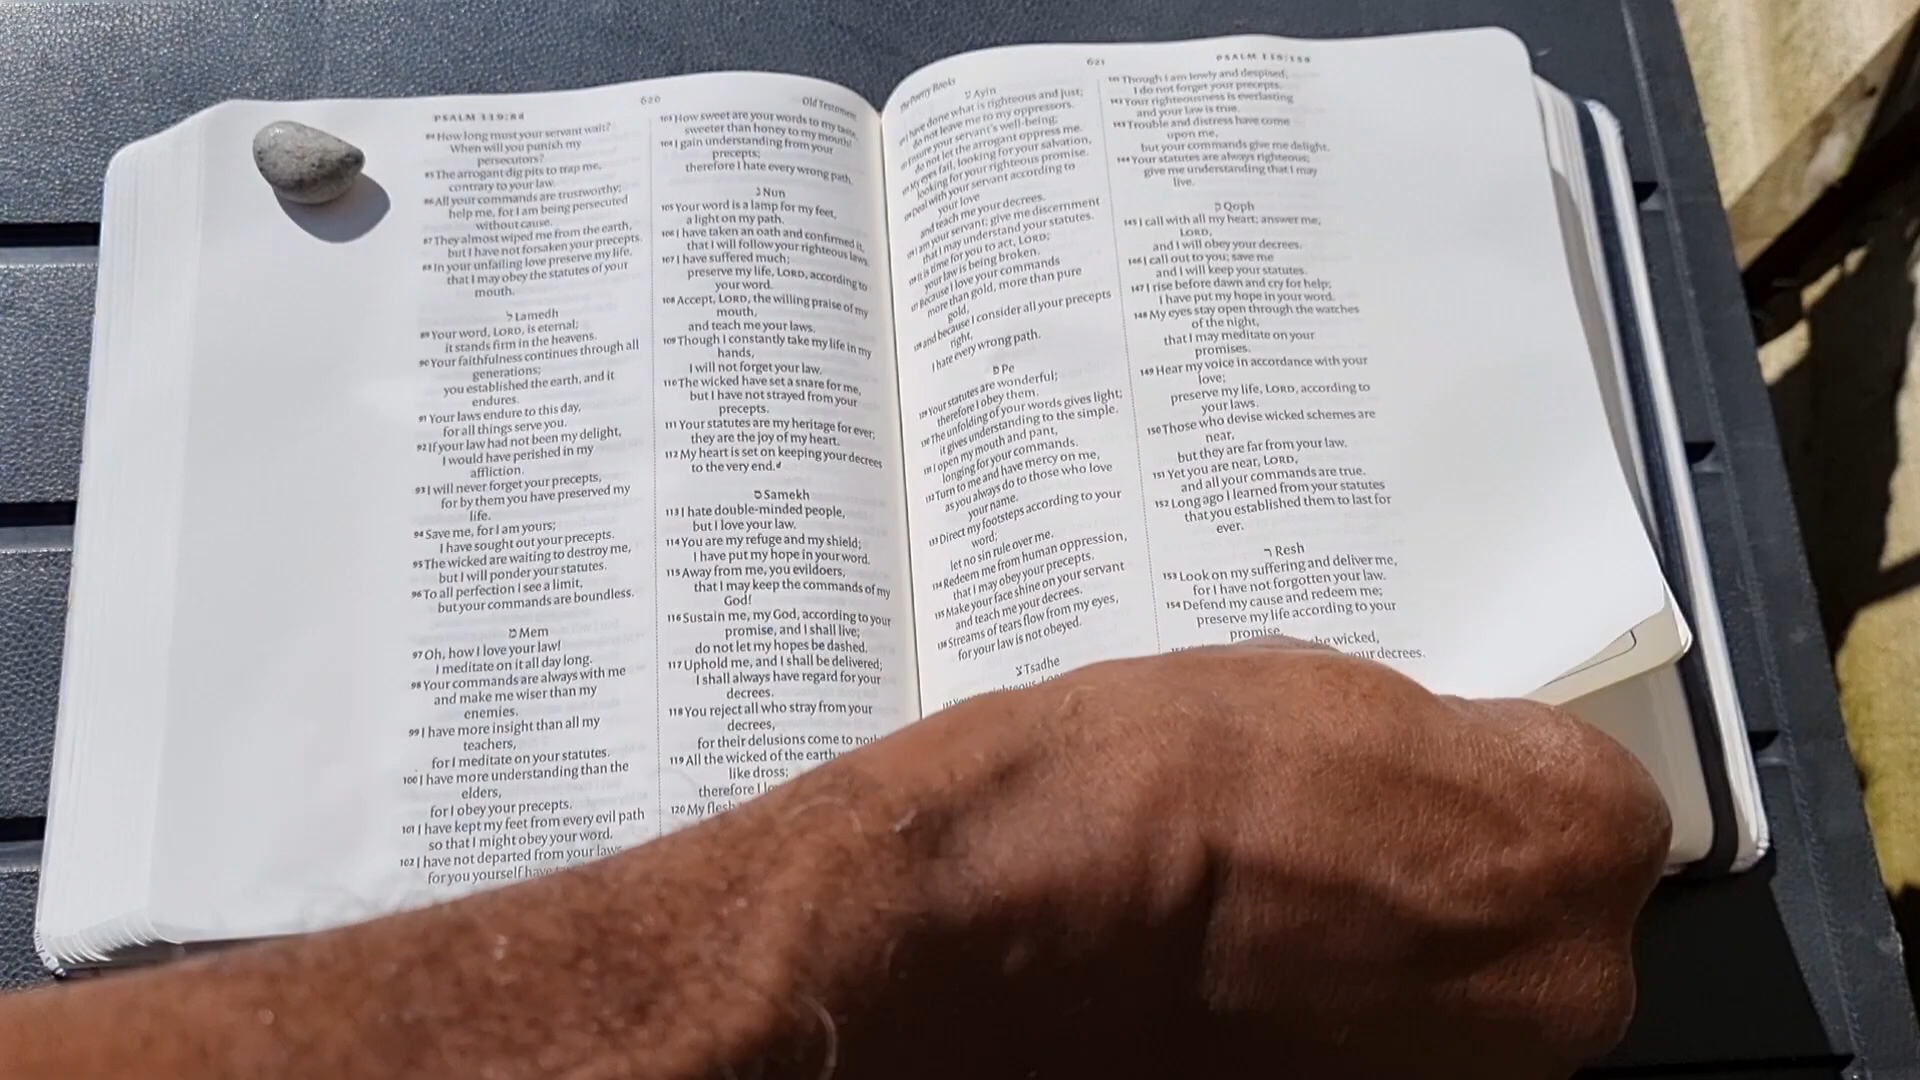 PSALM 119:84
620
Old Testament
84 How long must your servant wait?
When will you punish my
persecutors?
85 The arrogant dig pits to trap me,
contrary to your law.
86 All your commands are trustworthy;
help me, for I am being persecuted
without cause.
87 They almost wiped me from the earth,
but I have not forsaken your precepts.
88 In your unfailing love preserve my life,
that I may obey the statutes of your
mouth.
ל Lamedh
89 Your word, LORD, is eternal;
it stands firm in the heavens.
90 Your faithfulness continues through all
generations;
you established the earth, and it
endures.
91 Your laws endure to this day,
for all things serve you.
92 If your law had not been my delight,
I would have perished in my
affliction.
93 I will never forget your precepts,
for by them you have preserved my
life.
94 Save me, for I am yours;
I have sought out your precepts.
95 The wicked are waiting to destroy me,
but I will ponder your statutes.
96 To all perfection I see a limit,
but your commands are boundless.
מ Mem
97 Oh, how I love your law!
I meditate on it all day long.
98 Your commands are always with me
and make me wiser than my
enemies.
99 I have more insight than all my
teachers,
for I meditate on your statutes.
100 I have more understanding than the
elders,
for I obey your precepts.
101 I have kept my feet from every evil path
so that I might obey your word.
102 I have not departed from your laws,
for you yourself have
103 How sweet are your words to my taste,
sweeter than honey to my mouth!
104 I gain understanding from your
precepts;
therefore I hate every wrong path.
נ Nun
105 Your word is a lamp for my feet,
a light on my path.
106 I have taken an oath and confirmed it,
that I will follow your righteous laws.
107 I have suffered much;
preserve my life, LORD, according to
your word.
108 Accept, LORD, the willing praise of my
mouth,
and teach me your laws.
109 Though I constantly take my life in my
hands,
I will not forget your law.
110 The wicked have set a snare for me,
but I have not strayed from your
precepts.
111 Your statutes are my heritage for ever;
they are the joy of my heart.
112 My heart is set on keeping your decrees
to the very end.d
ס Samekh
113 I hate double-minded people,
but I love your law.
114 You are my refuge and my shield;
I have put my hope in your word.
115 Away from me, you evildoers,
that I may keep the commands of my
God!
116 Sustain me, my God, according to your
promise, and I shall live;
do not let my hopes be dashed.
117 Uphold me, and I shall be delivered;
I shall always have regard for your
decrees.
118 You reject all who stray from your
decrees,
for their delusions come to
119 All the wicked of the earth
like dross;
therefore I
120 My flesh
The Poetry Books
621
PSALM 119:158
ע Ayin
121 I have done what is righteous and just;
do not leave me to my oppressors.
122 Ensure your servant's well-being;
do not let the arrogant oppress me.
123 My eyes fail, looking for your salvation,
looking for your righteous promise.
124 Deal with your servant according to
your love
and teach me your decrees.
125 I am your servant; give me discernment
that I may understand your statutes.
126 It is time for you to act, LORD;
your law is being broken.
127 Because I love your commands
more than gold, more than pure
gold,
128 and because I consider all your precepts
right,
I hate every wrong path.
פ Pe
129 Your statutes are wonderful;
therefore I obey them.
130 The unfolding of your words gives light;
it gives understanding to the simple.
131 I open my mouth and pant,
longing for your commands.
132 Turn to me and have mercy on me,
as you always do to those who love
your name.
133 Direct my footsteps according to your
word;
let no sin rule over me.
134 Redeem me from human oppression,
that I may obey your precepts.
135 Make your face shine on your servant
and teach me your decrees.
136 Streams of tears flow from my eyes,
for your law is not obeyed.
צ Tsadhe
141 Though I am lowly and despised,
I do not forget your precepts.
142 Your righteousness is everlasting
and your law is true.
143 Trouble and distress have come
upon me,
but your commands give me delight.
144 Your statutes are always righteous;
give me understanding that I may
live.
ק Qoph
145 I call with all my heart; answer me,
LORD,
and I will obey your decrees.
146 I call out to you; save me
and I will keep your statutes.
147 I rise before dawn and cry for help;
I have put my hope in your word.
148 My eyes stay open through the watches
of the night,
that I may meditate on your
promises.
149 Hear my voice in accordance with your
love;
preserve my life, LORD, according to
your laws.
150 Those who devise wicked schemes are
near,
but they are far from your law.
151 Yet you are near, LORD,
and all your commands are true.
152 Long ago I learned from your statutes
that you established them to last for
ever.
ר Resh
153 Look on my suffering and deliver me,
for I have not forgotten your law.
154 Defend my cause and redeem me;
preserve my life according to your
promise.
the wicked,
your decrees.